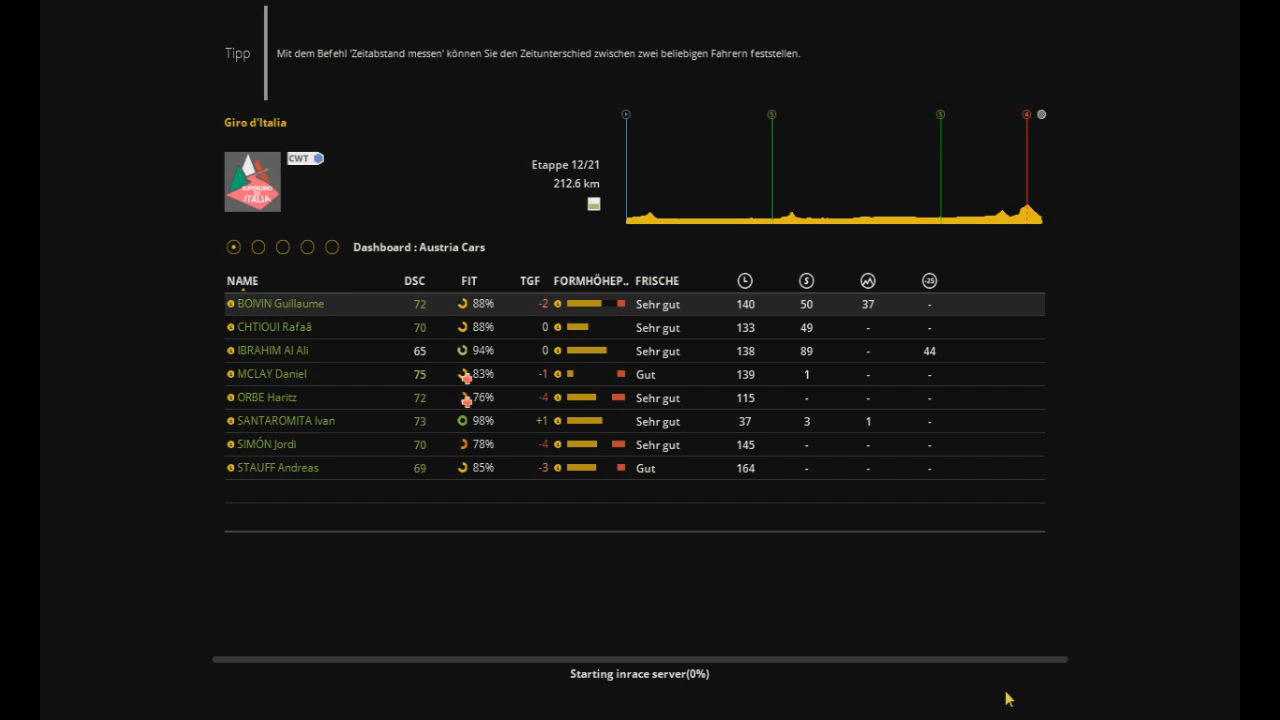 Tipp
Mit dem Befehl 'Zeitabstand messen' können Sie den Zeitunterschied zwischen zwei beliebigen Fahrern feststellen.
Giro d'Italia
CWT
ITALIA
Etappe 12/21
212.6 km
S S 4
Dashboard : Austria Cars
NAME DSC FIT TGF FORMHÖHEP.. FRISCHE L S -25
BOIVIN Guillaume 72 88% -2 Sehr gut 140 50 37 -
CHTIOUI Rafaâ 70 88% 0 Sehr gut 133 49 - -
IBRAHIM Al Ali 65 94% 0 Sehr gut 138 89 - 44
MCLAY Daniel 75 83% -1 Gut 139 1 - -
ORBE Haritz 72 76% -4 Sehr gut 115 - - -
SANTAROMITA Ivan 73 98% +1 Sehr gut 37 3 1 -
SIMÓN Jordi 70 78% -4 Sehr gut 145 - - -
STAUFF Andreas 69 85% -3 Gut 164 - - -
Starting inrace server(0%)